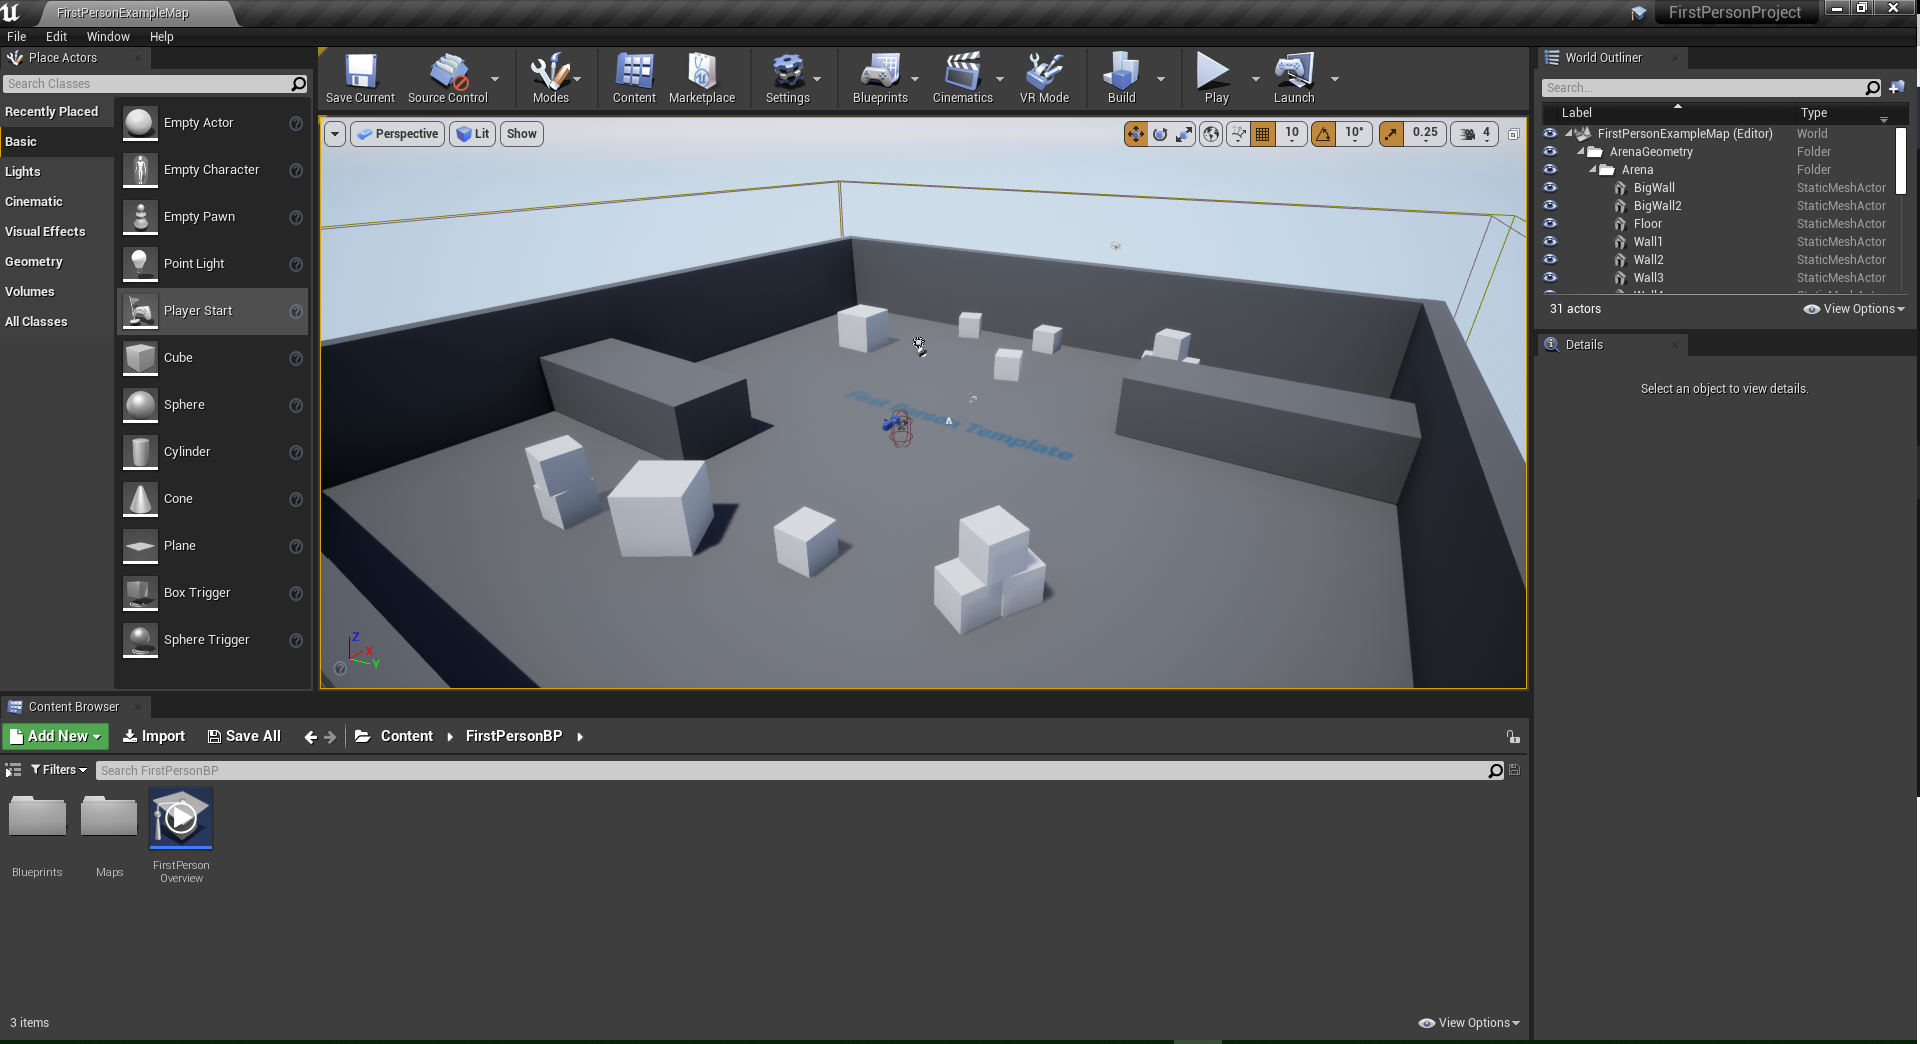 FirstPersonExampleMap
FirstPersonProject
File Edit Window Help
Place Actors
Search Classes
Recently Placed
Basic
Lights
Cinematic
Visual Effects
Geometry
Volumes
All Classes
Empty Actor
Empty Character
Empty Pawn
Point Light
Player Start
Cube
Sphere
Cylinder
Cone
Plane
Box Trigger
Sphere Trigger
Save Current Source Control Modes Content Marketplace Settings Blueprints Cinematics VR Mode Build Play Launch
Perspective Lit Show
10 10° 0.25 4
First Person Template
Z
X
Y
World Outliner
Search...
Label Type
FirstPersonExampleMap (Editor) World
ArenaGeometry Folder
Arena Folder
BigWall StaticMeshActor
BigWall2 StaticMeshActor
Floor StaticMeshActor
Wall1 StaticMeshActor
Wall2 StaticMeshActor
Wall3 StaticMeshActor
31 actors View Options
Details
Select an object to view details.
Content Browser
Add New Import Save All Content FirstPersonBP
Filters Search FirstPersonBP
Blueprints
Maps
FirstPerson
Overview
3 items View Options